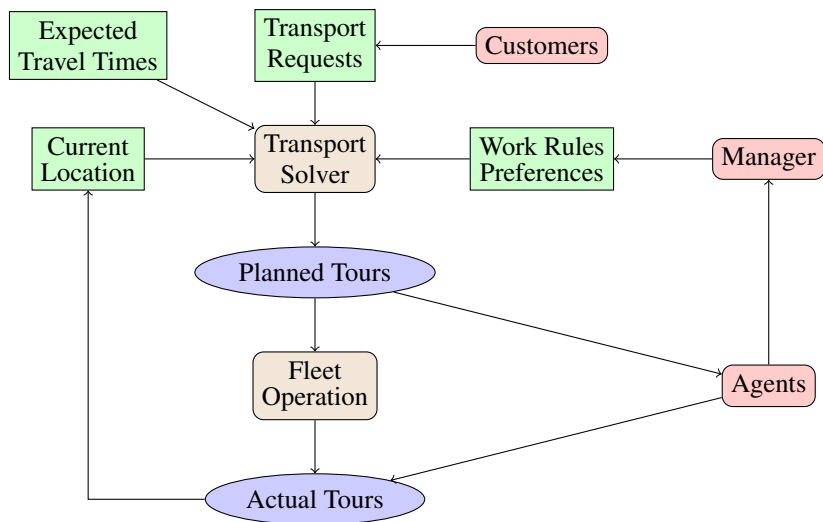 Expected
Travel Times
Transport
Requests
Customers
Current
Location
Transport
Solver
Work Rules
Preferences
Manager
Planned Tours
Fleet
Operation
Agents
Actual Tours